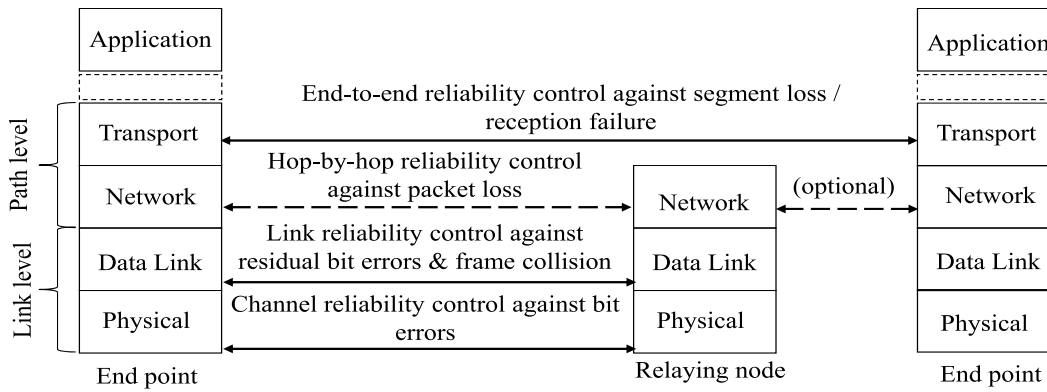 Application
Application
End-to-end reliability control against segment loss /
reception failure
Transport
Transport
Path level
Hop-by-hop reliability control
against packet loss
(optional)
Network
Network
Network
Link reliability control against
residual bit errors & frame collision
Data Link
Data Link
Data Link
Link level
Channel reliability control against bit
errors
Physical
Physical
Physical
End point
Relaying node
End point